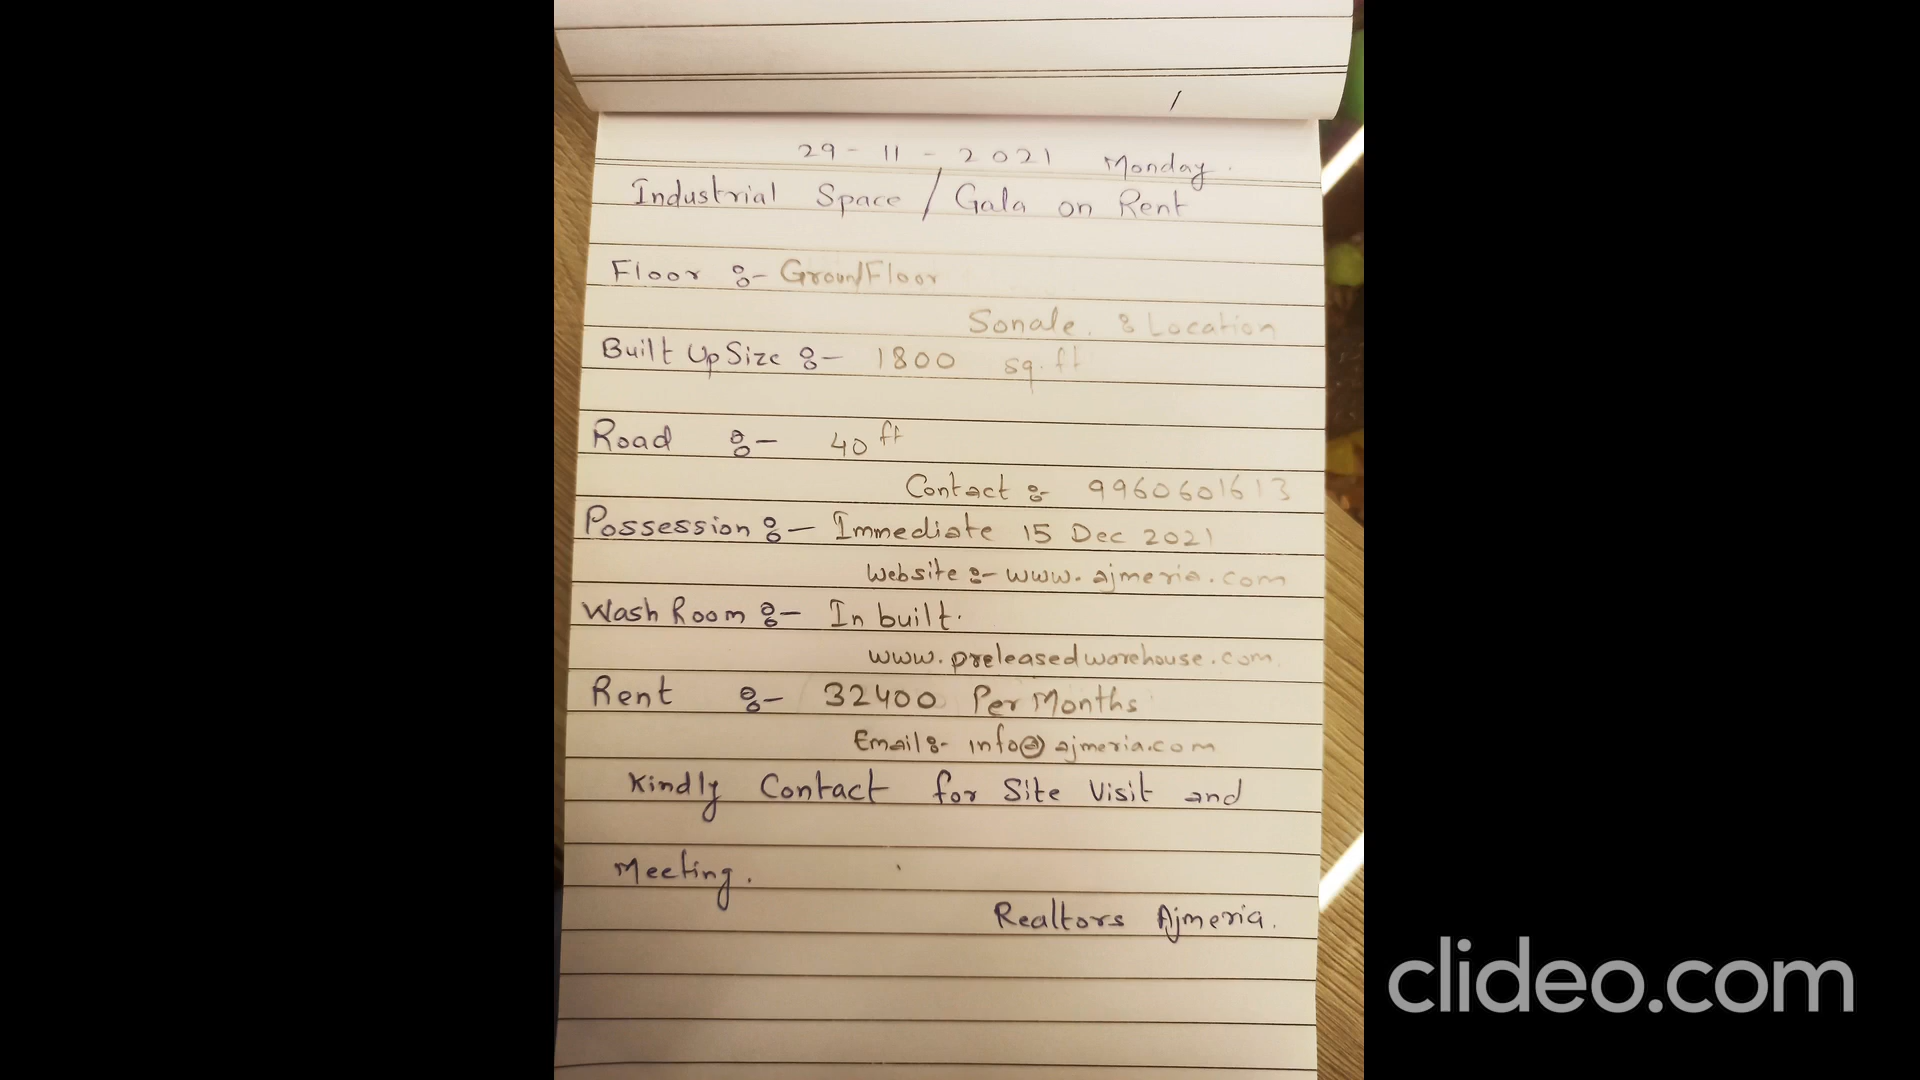 29-11-2021 Monday.
Industrial Space / Gala on Rent
Floor :- Groun/Floor
Sonale. : Location
Built Up Size :- 1800 sq.ft
Road :- 40 ft
Contact :- 9960601613
Possession :- Immediate 15 Dec 2021
Website :- www.ajmeria.com
Wash Room :- In built.
www.preleasedwarehouse.com
Rent :- 32400 Per Months
Email :- info@ajmeria.com
Kindly Contact for Site Visit and
Meeting.
Realtors Ajmeria.
clideo.com